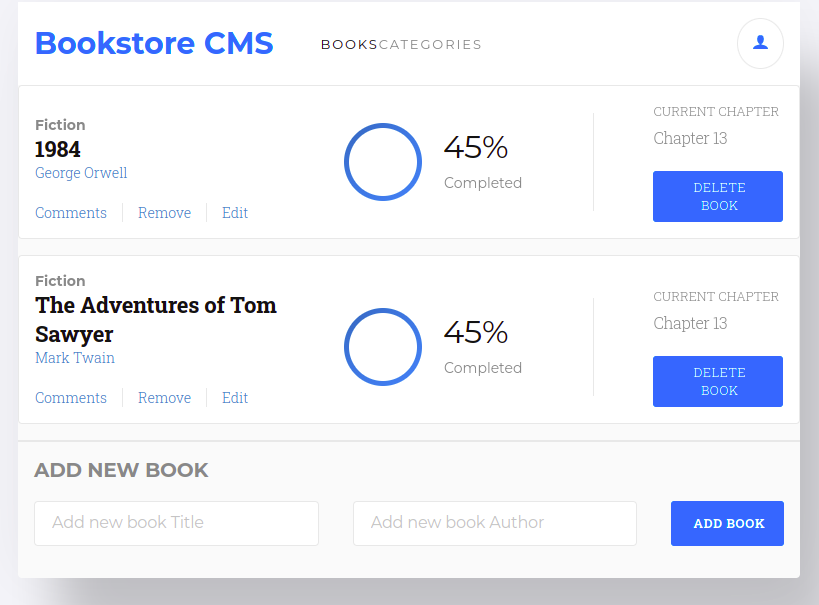 Bookstore CMS
BOOKS CATEGORIES
Fiction
1984
George Orwell
Comments Remove Edit
45%
Completed
CURRENT CHAPTER
Chapter 13
DELETE
BOOK
Fiction
The Adventures of Tom
Sawyer
Mark Twain
Comments Remove Edit
45%
Completed
CURRENT CHAPTER
Chapter 13
DELETE
BOOK
ADD NEW BOOK
Add new book Title
Add new book Author
ADD BOOK